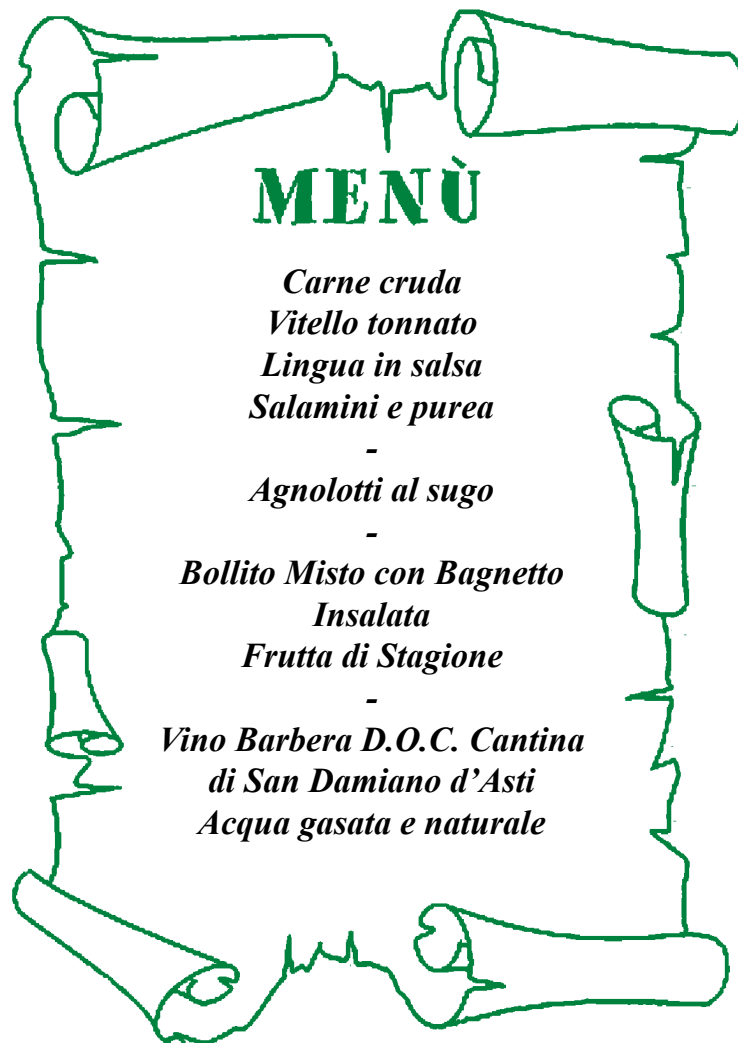 MENÙ
Carne cruda
Vitello tonnato
Lingua in salsa
Salamini e purea
-
Agnolotti al sugo
-
Bollito Misto con Bagnetto
Insalata
Frutta di Stagione
-
Vino Barbera D.O.C. Cantina
di San Damiano d’Asti
Acqua gasata e naturale